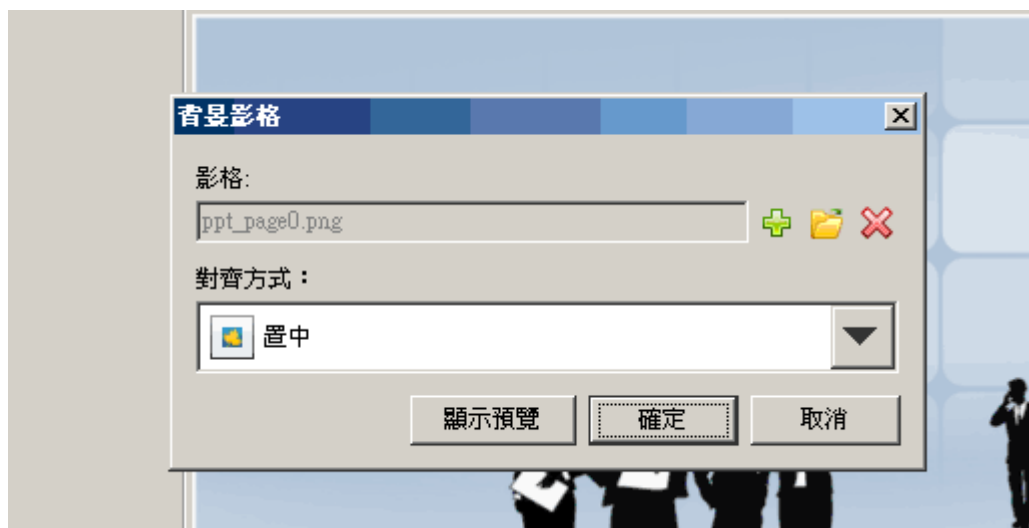 背景影格
影格:
ppt_page0.png
對齊方式：
置中
顯示預覽
確定
取消